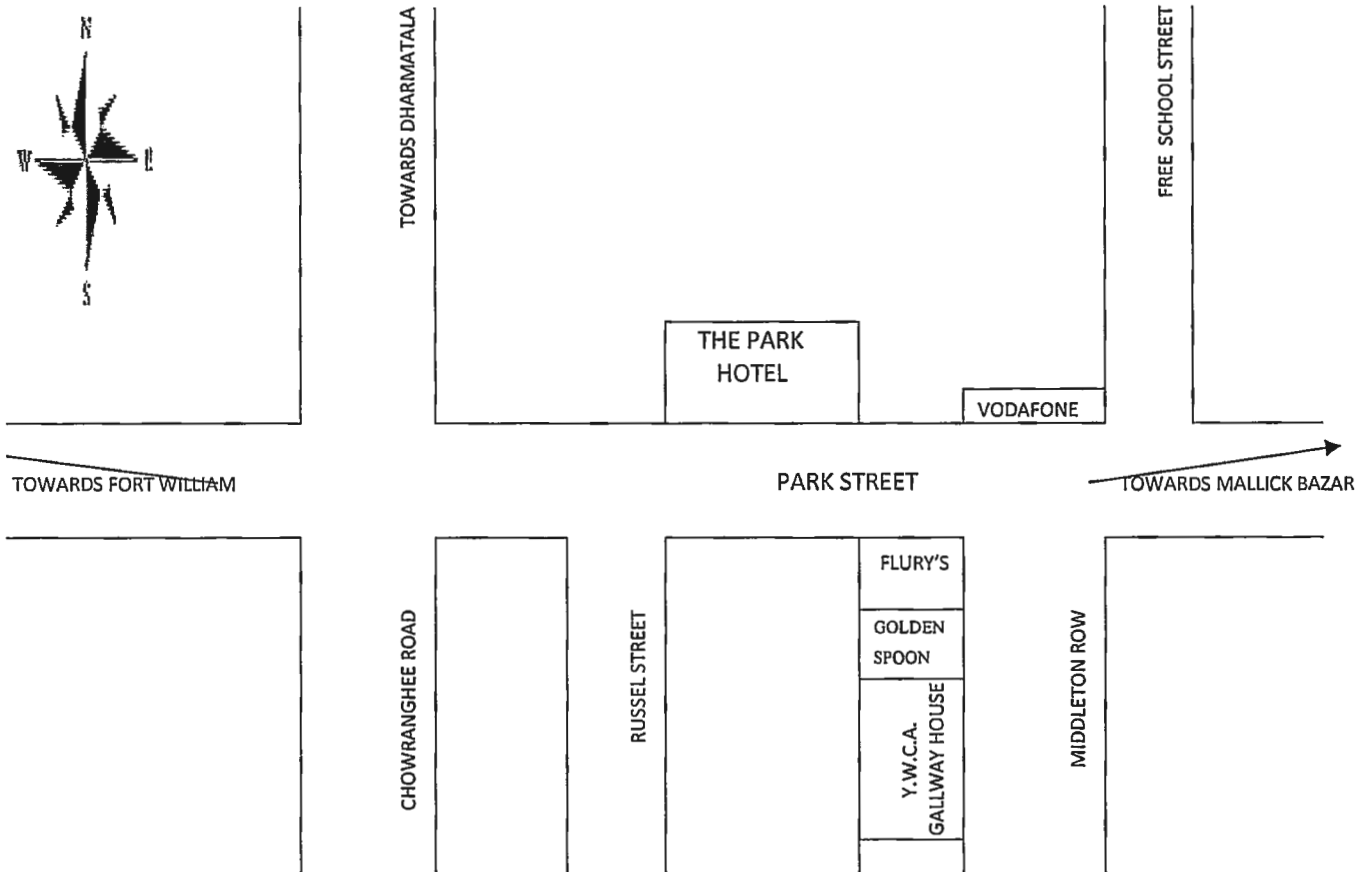 N
W
S
TOWARDS DHARMATALA
FREE SCHOOL STREET
THE PARK
HOTEL
VODAFONE
TOWARDS FORT WILLIAM
PARK STREET
TOWARDS MALLICK BAZAR
CHOWRANGHEE ROAD
RUSSEL STREET
FLURY'S
GOLDEN
SPOON
Y.W.C.A.
GALLWAY HOUSE
MIDDLETON ROW